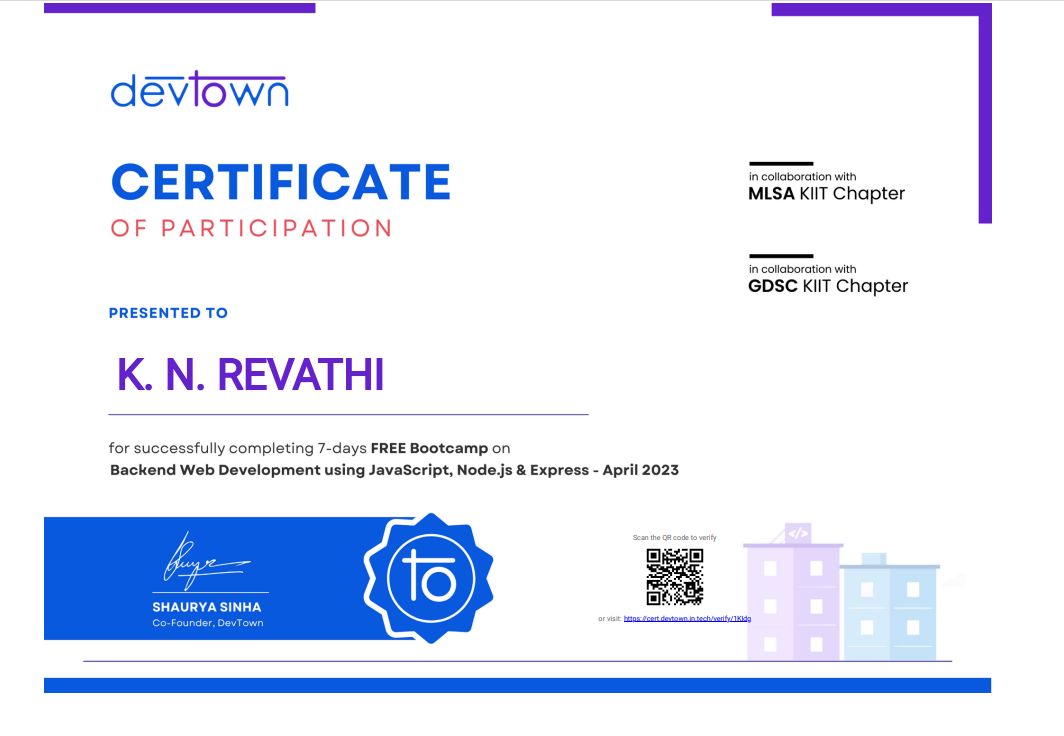 devtown
CERTIFICATE
OF PARTICIPATION
in collaboration with
MLSA KIIT Chapter
in collaboration with
GDSC KIIT Chapter
PRESENTED TO
K. N. REVATHI
for successfully completing 7-days FREE Bootcamp on
Backend Web Development using JavaScript, Node.js & Express - April 2023
SHAURYA SINHA
Co-Founder, DevTown
to
Scan the QR code to verify
or visit: https://cert.devtown.in.tech/verify/1Kldg
</>